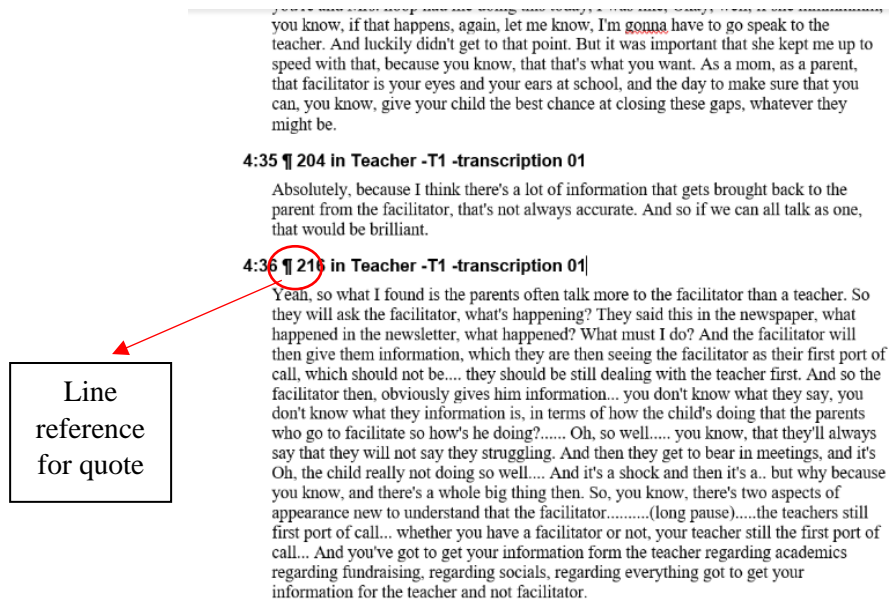 you know, if that happens, again, let me know, I'm gonna have to go speak to the
teacher. And luckily didn't get to that point. But it was important that she kept me up to
speed with that, because you know, that that's what you want. As a mom, as a parent,
that facilitator is your eyes and your ears at school, and the day to make sure that you
can, you know, give your child the best chance at closing these gaps, whatever they
might be.
4:35 ¶ 204 in Teacher -T1 -transcription 01
Absolutely, because I think there's a lot of information that gets brought back to the
parent from the facilitator, that's not always accurate. And so if we can all talk as one,
that would be brilliant.
4:36 ¶ 216 in Teacher -T1 -transcription 01
Yeah, so what I found is the parents often talk more to the facilitator than a teacher. So
they will ask the facilitator, what's happening? They said this in the newspaper, what
happened in the newsletter, what happened? What must I do? And the facilitator will
then give them information, which they are then seeing the facilitator as their first port of
call, which should not be.... they should be still dealing with the teacher first. And so the
facilitator then, obviously gives him information... you don't know what they say, you
don't know what they information is, in terms of how the child's doing that the parents
who go to facilitate so how's he doing?...... Oh, so well..... you know, that they'll always
say that they will not say they struggling. And then they get to bear in meetings, and it's
Oh, the child really not doing so well.... And it's a shock and then it's a.. but why because
you know, and there's a whole big thing then. So, you know, there's two aspects of
appearance new to understand that the facilitator..........(long pause).....the teachers still
first port of call... whether you have a facilitator or not, your teacher still the first port of
call... And you've got to get your information form the teacher regarding academics
regarding fundraising, regarding socials, regarding everything got to get your
information for the teacher and not facilitator.
Line
reference
for quote